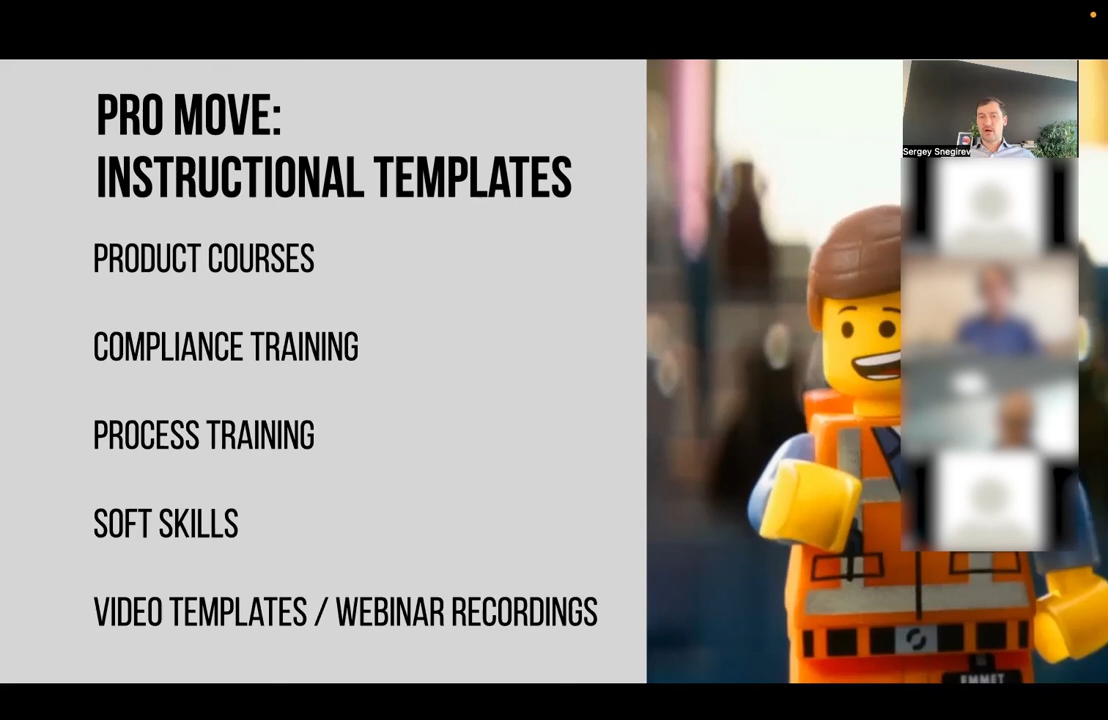 PRO MOVE:
INSTRUCTIONAL TEMPLATES
PRODUCT COURSES
COMPLIANCE TRAINING
PROCESS TRAINING
SOFT SKILLS
VIDEO TEMPLATES / WEBINAR RECORDINGS
Sergey Snegirev
EMMET